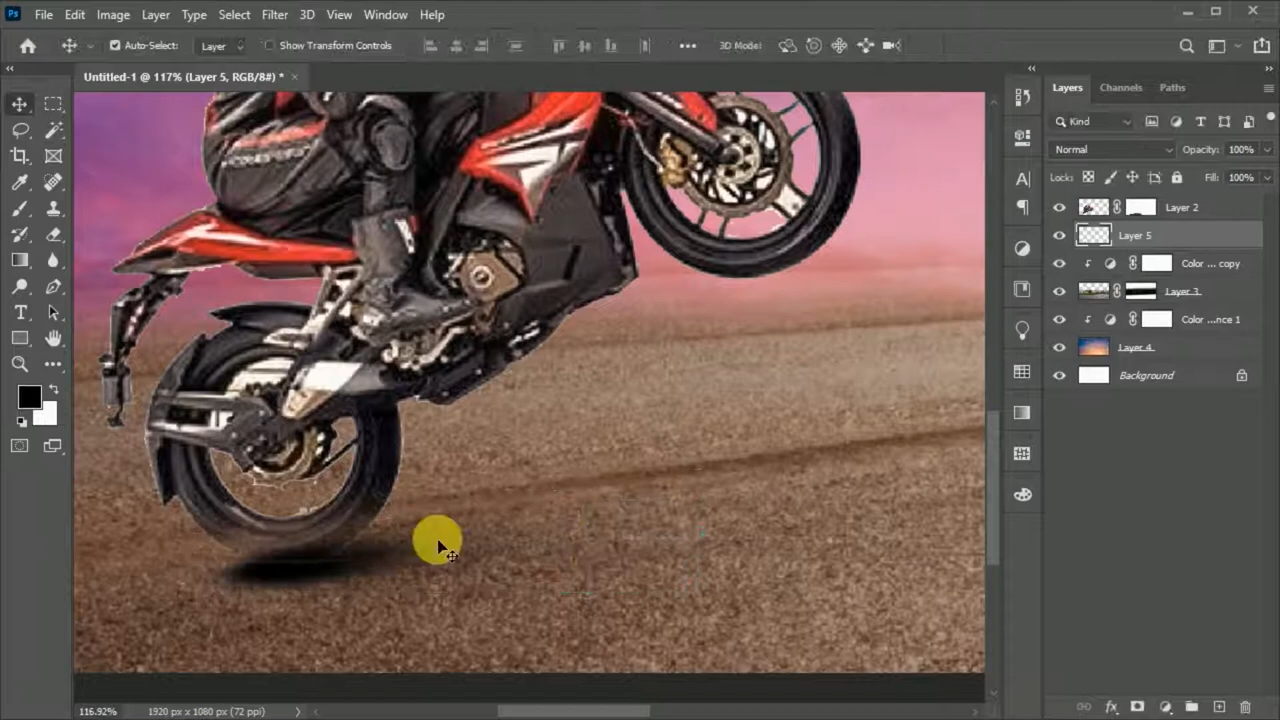 Ps File Edit Image Layer Type Select Filter 3D View Window Help
Auto-Select: Layer Show Transform Controls 3D Model:
Untitled-1 @ 117% (Layer 5, RGB/8#) * ×
Layers Channels Paths
Kind
Normal Opacity: 100%
Lock: Fill: 100%
Layer 2
Layer 5
Color ... copy
Layer 3
Color ...nce 1
Layer 4
Background
116.92% 1920 px x 1080 px (72 ppi)